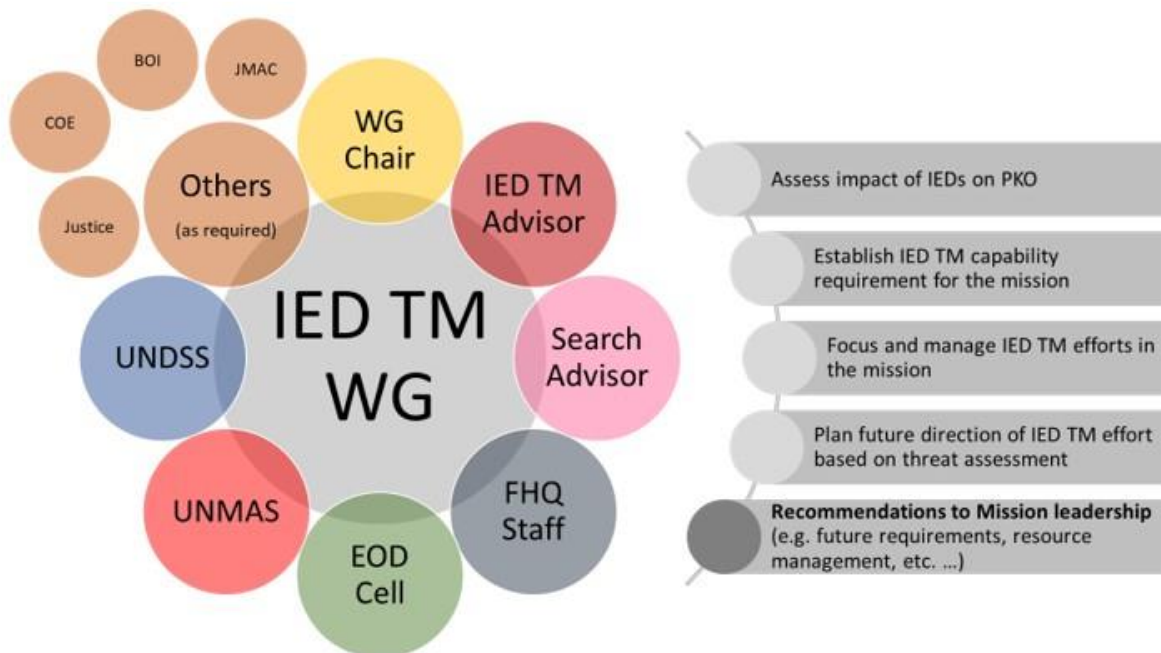 BOI
JMAC
COE
Justice
Others
(as required)
WG
Chair
IED TM
Advisor
Search
Advisor
FHQ
Staff
EOD
Cell
UNMAS
UNDSS
IED TM
WG
Assess impact of IEDs on PKO
Establish IED TM capability
requirement for the mission
Focus and manage IED TM efforts in
the mission
Plan future direction of IED TM effort
based on threat assessment
Recommendations to Mission leadership
(e.g. future requirements, resource
management, etc. ...)